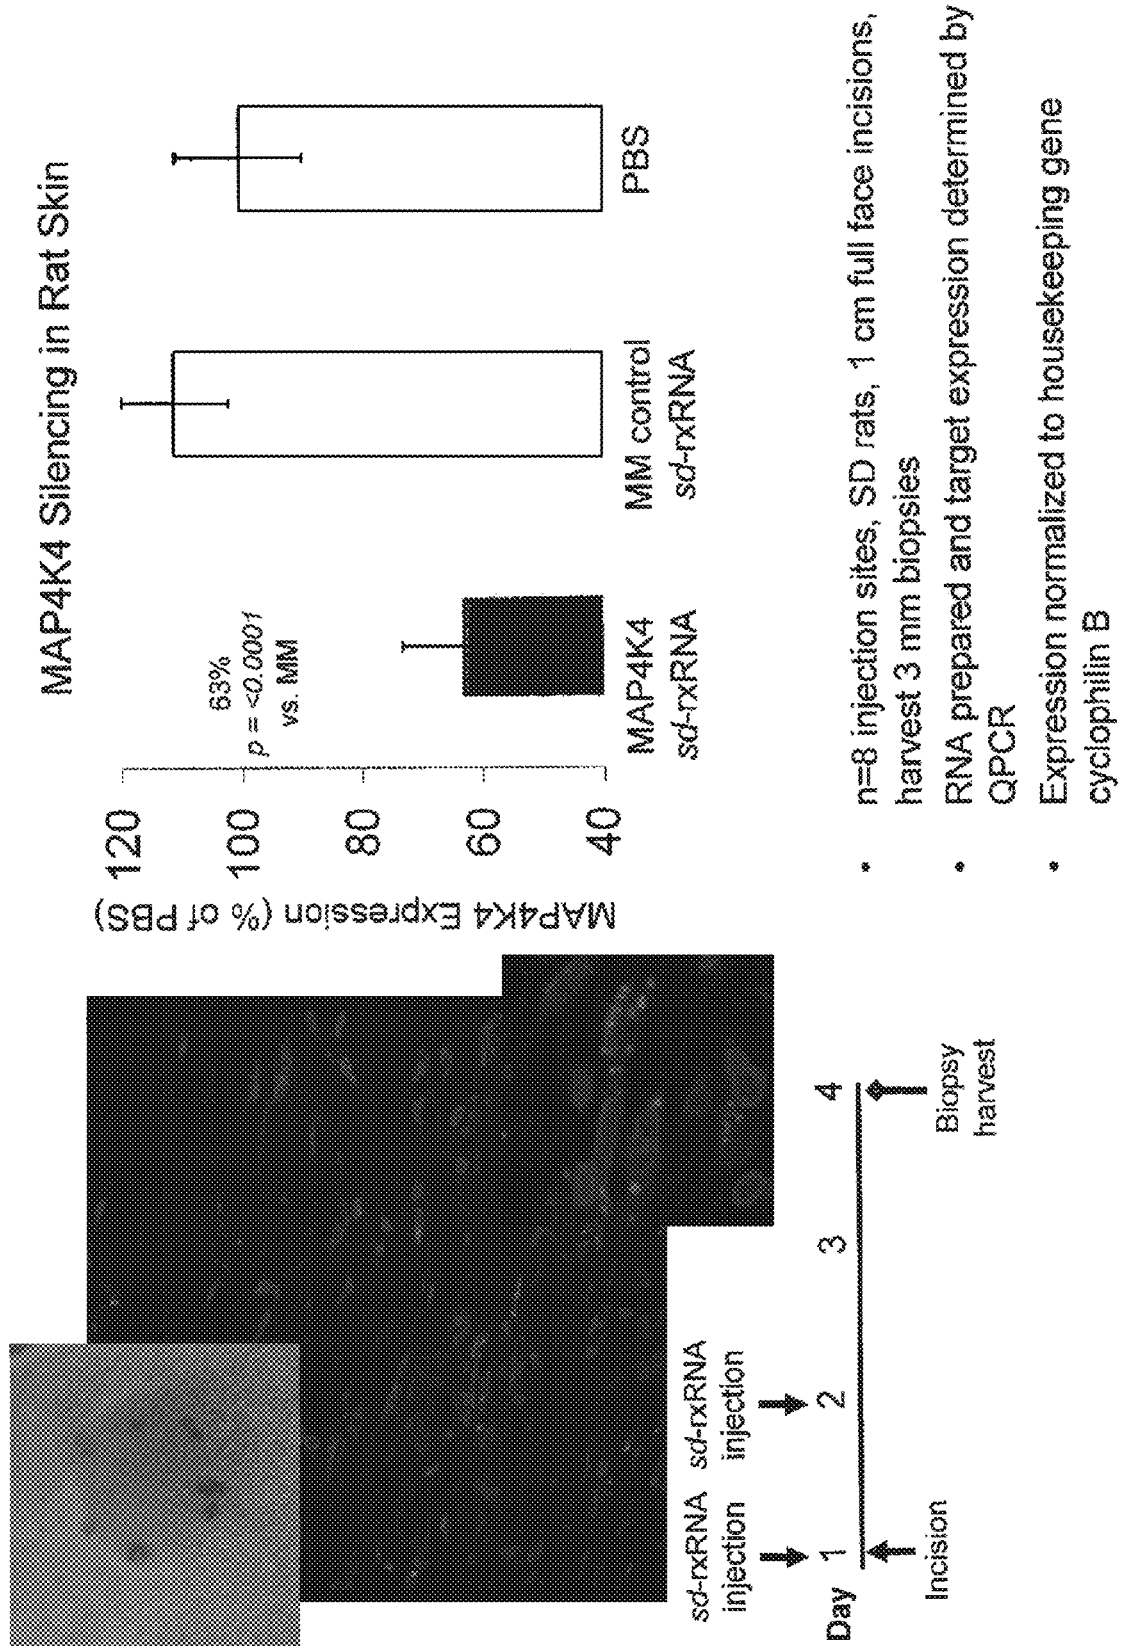 MAP4K4 Silencing in Rat Skin
MAP4K4 Expression (% of PBS)
120
100
80
60
40
63%
p = <0.0001
vs. MM
MAP4K4
sd-rxRNA
MM control
sd-rxRNA
PBS
sd-rxRNA
injection
sd-rxRNA
injection
Day
1
2
3
4
Incision
Biopsy
harvest
• n=8 injection sites, SD rats, 1 cm full face incisions,
harvest 3 mm biopsies
• RNA prepared and target expression determined by
QPCR
• Expression normalized to housekeeping gene
cyclophilin B